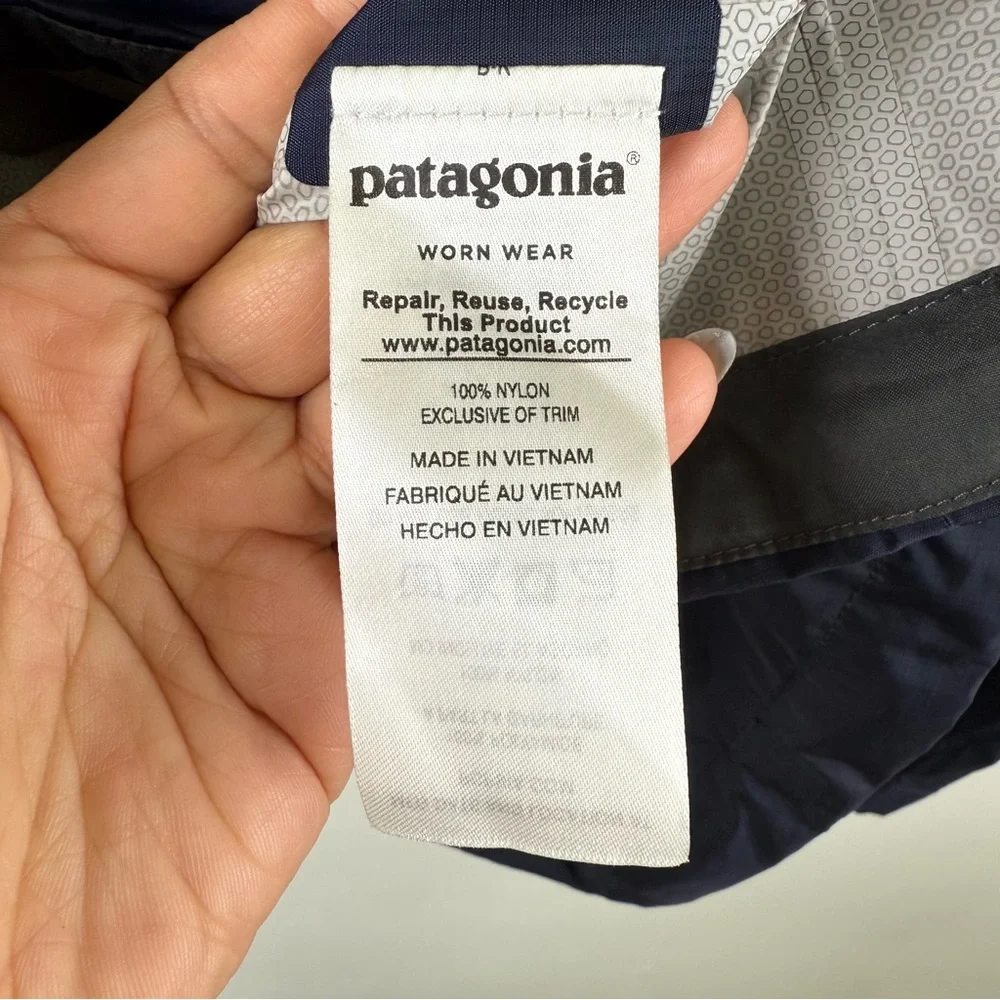 patagonia®
WORN WEAR
Repair, Reuse, Recycle
This Product
www.patagonia.com
100% NYLON
EXCLUSIVE OF TRIM
MADE IN VIETNAM
FABRIQUÉ AU VIETNAM
HECHO EN VIETNAM